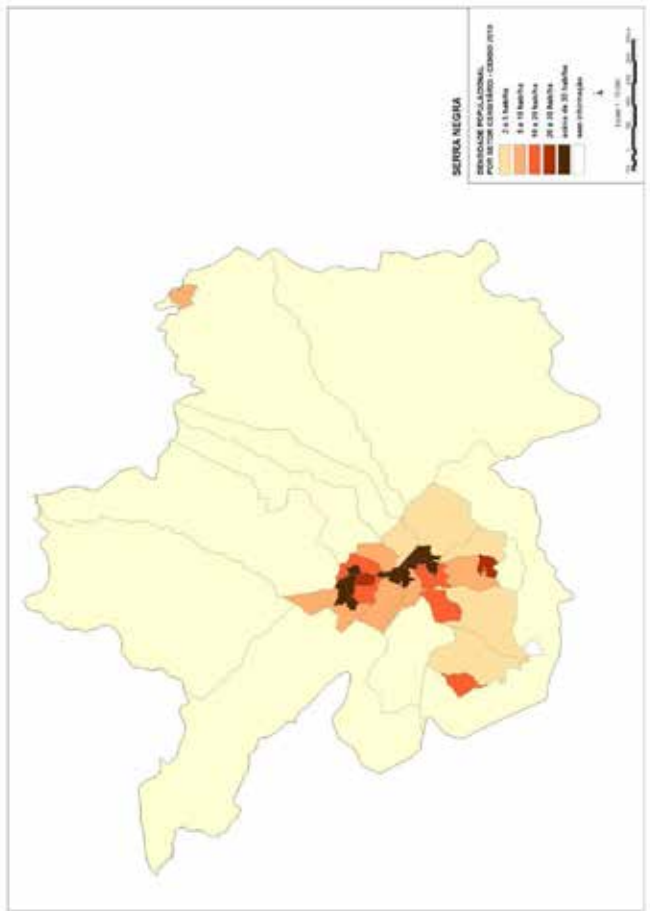 SERRA NEGRA
DENSIDADE POPULACIONAL
POR SETOR CENSITÁRIO - CENSO 2010
2 a 5 hab/ha
5 a 10 hab/ha
10 a 20 hab/ha
20 a 30 hab/ha
acima de 30 hab/ha
sem informação